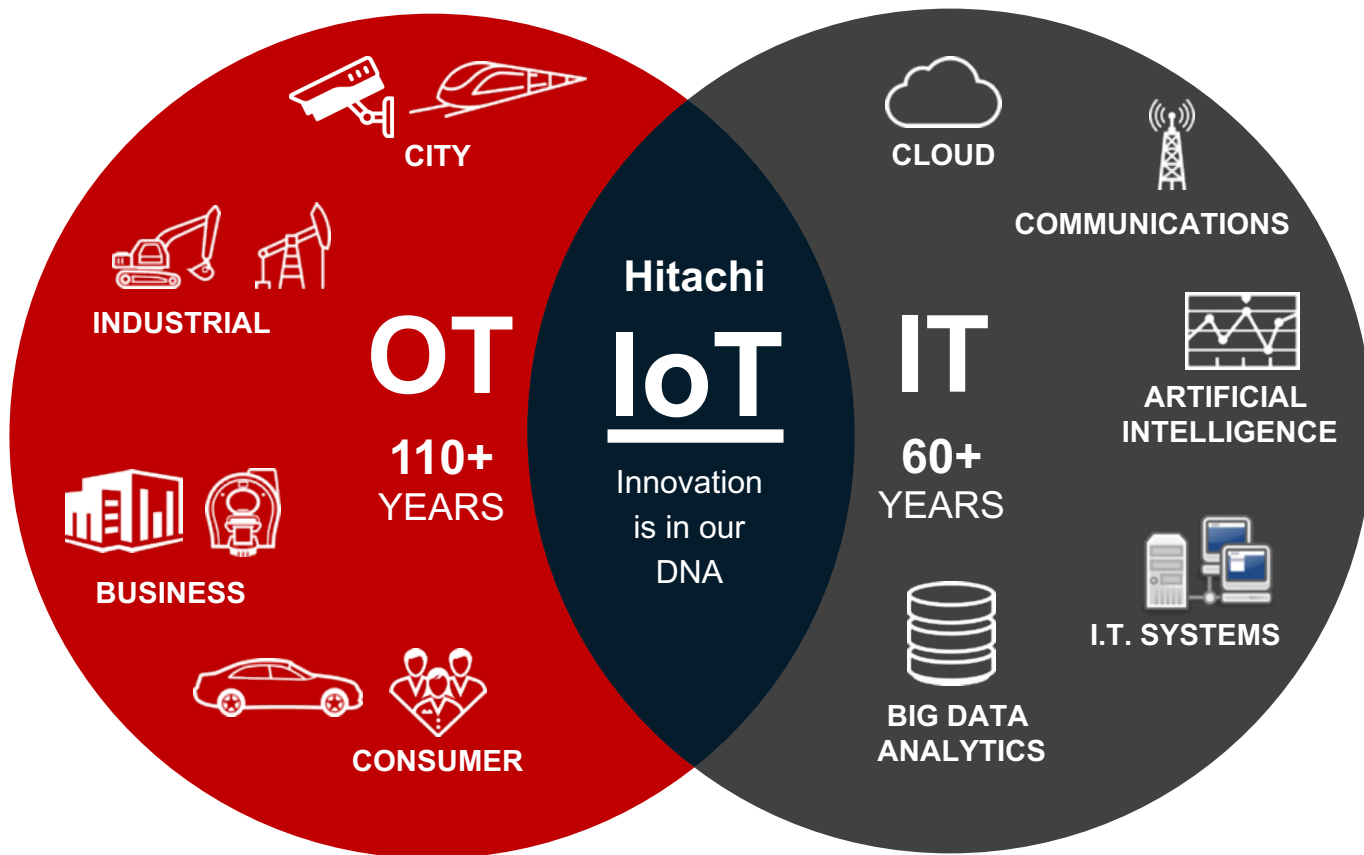 CITY
INDUSTRIAL
OT
110+
YEARS
BUSINESS
CONSUMER
Hitachi
IoT
Innovation
is in our
DNA
CLOUD
COMMUNICATIONS
IT
60+
YEARS
ARTIFICIAL
INTELLIGENCE
I.T. SYSTEMS
BIG DATA
ANALYTICS